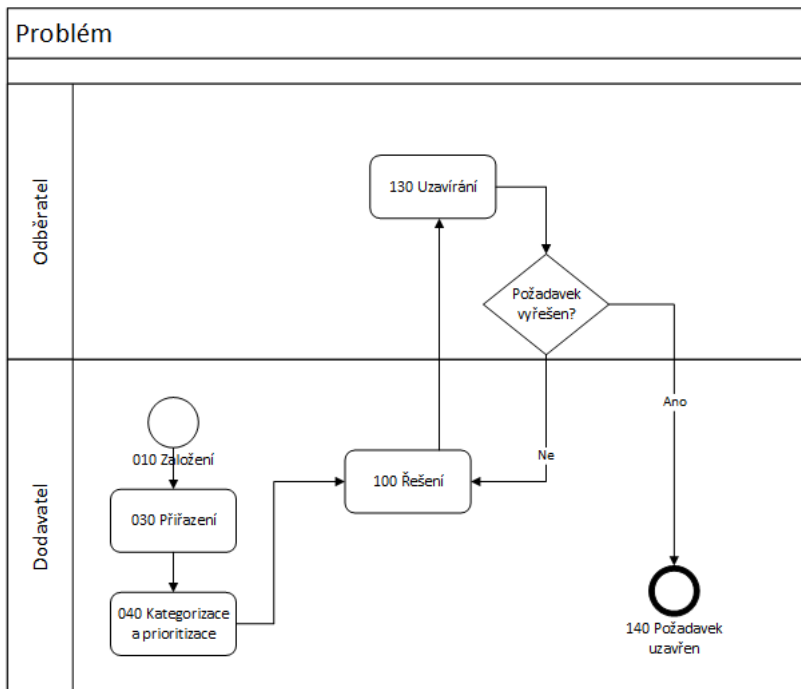 Problém
Odběratel
130 Uzavírání
Požadavek
vyřešen?
Dodavatel
Ano
Ne
010 Založení
100 Řešení
030 Přiřazení
040 Kategorizace
a prioritizace
140 Požadavek
uzavřen